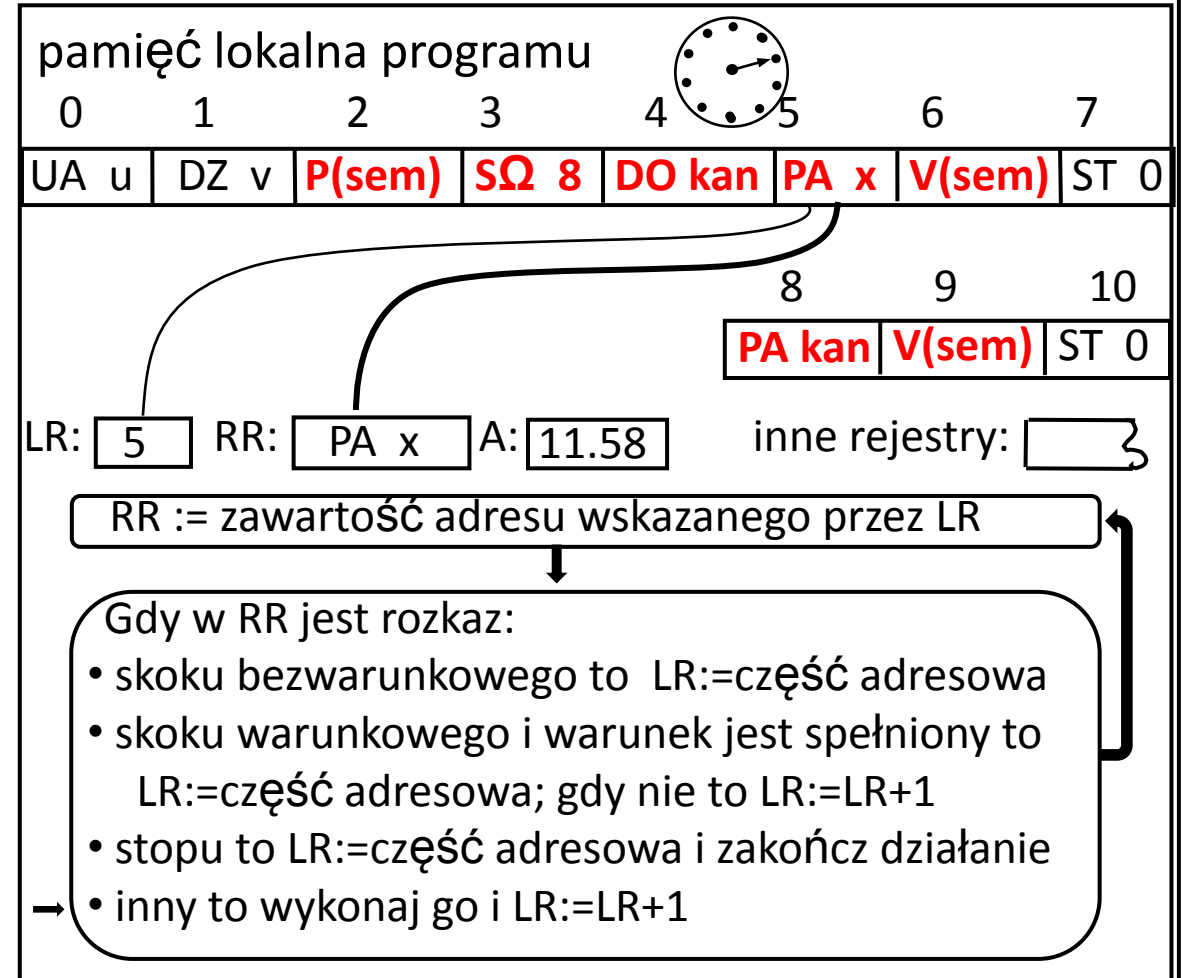 pamięć lokalna programu
0 1 2 3 4 5 6 7
UA u DZ v P(sem) SΩ 8 DO kan PA x V(sem) ST 0
8 9 10
PA kan V(sem) ST 0
LR: 5 RR: PA x A: 11.58 inne rejestry:
RR := zawartość adresu wskazanego przez LR
Gdy w RR jest rozkaz:
• skoku bezwarunkowego to LR:=część adresowa
• skoku warunkowego i warunek jest spełniony to
LR:=część adresowa; gdy nie to LR:=LR+1
• stopu to LR:=część adresowa i zakończ działanie
• inny to wykonaj go i LR:=LR+1